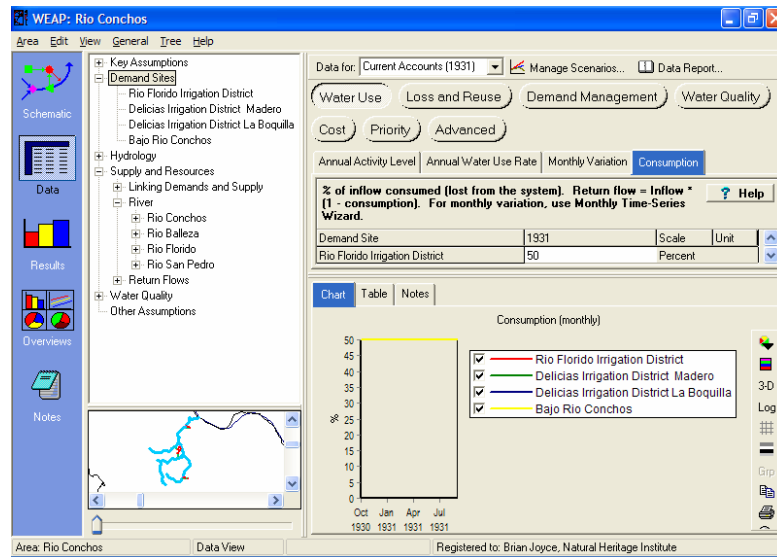 WEAP: Rio Conchos
Area Edit View General Tree Help
Schematic
Data
Results
Overviews
Notes
Key Assumptions
Demand Sites
Rio Florido Irrigation District
Delicias Irrigation District Madero
Delicias Irrigation District La Boquilla
Bajo Rio Conchos
Hydrology
Supply and Resources
Linking Demands and Supply
River
Rio Conchos
Rio Balleza
Rio Florido
Rio San Pedro
Return Flows
Water Quality
Other Assumptions
Data for: Current Accounts (1931) Manage Scenarios... Data Report...
Water Use Loss and Reuse Demand Management Water Quality
Cost Priority Advanced
Annual Activity Level Annual Water Use Rate Monthly Variation Consumption
% of inflow consumed (lost from the system). Return flow = Inflow *
(1 - consumption). For monthly variation, use Monthly Time-Series
Wizard.
? Help
Demand Site 1931 Scale Unit
Rio Florido Irrigation District 50 Percent
Chart Table Notes
Consumption (monthly)
50
45
40
35
30
25
20
15
10
5
0
%
Oct Jan Apr Jul
1930 1931 1931 1931
Rio Florido Irrigation District
Delicias Irrigation District Madero
Delicias Irrigation District La Boquilla
Bajo Rio Conchos
3-D
Log
Grp
Area: Rio Conchos Data View Registered to: Brian Joyce, Natural Heritage Institute